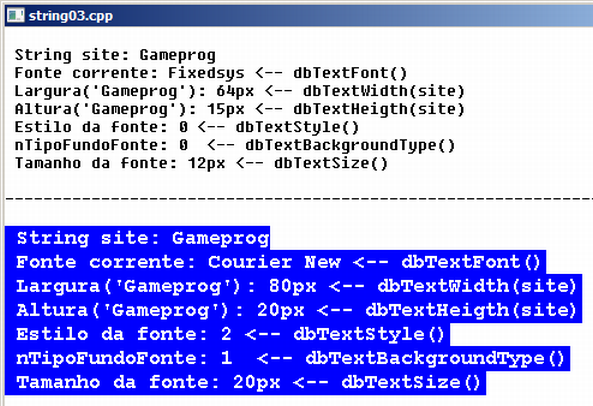 string03.cpp
String site: Gameprog
Fonte corrente: Fixedsys <-- dbTextFont()
Largura('Gameprog'): 64px <-- dbTextWidth(site)
Altura('Gameprog'): 15px <-- dbTextHeigth(site)
Estilo da fonte: 0 <-- dbTextStyle()
nTipoFundoFonte: 0  <-- dbTextBackgroundType()
Tamanho da fonte: 12px <-- dbTextSize()
------------------------------------------------------------------
String site: Gameprog
Fonte corrente: Courier New <-- dbTextFont()
Largura('Gameprog'): 80px <-- dbTextWidth(site)
Altura('Gameprog'): 20px <-- dbTextHeigth(site)
Estilo da fonte: 2 <-- dbTextStyle()
nTipoFundoFonte: 1  <-- dbTextBackgroundType()
Tamanho da fonte: 20px <-- dbTextSize()